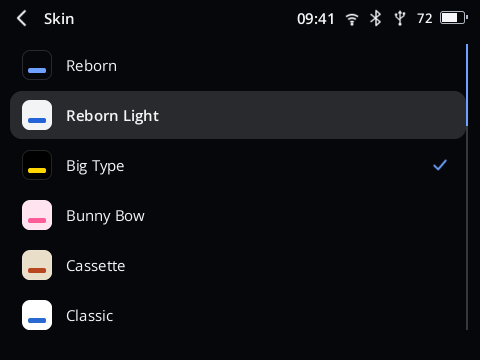 Skin 09:41 72
Reborn
Reborn Light
Big Type
Bunny Bow
Cassette
Classic